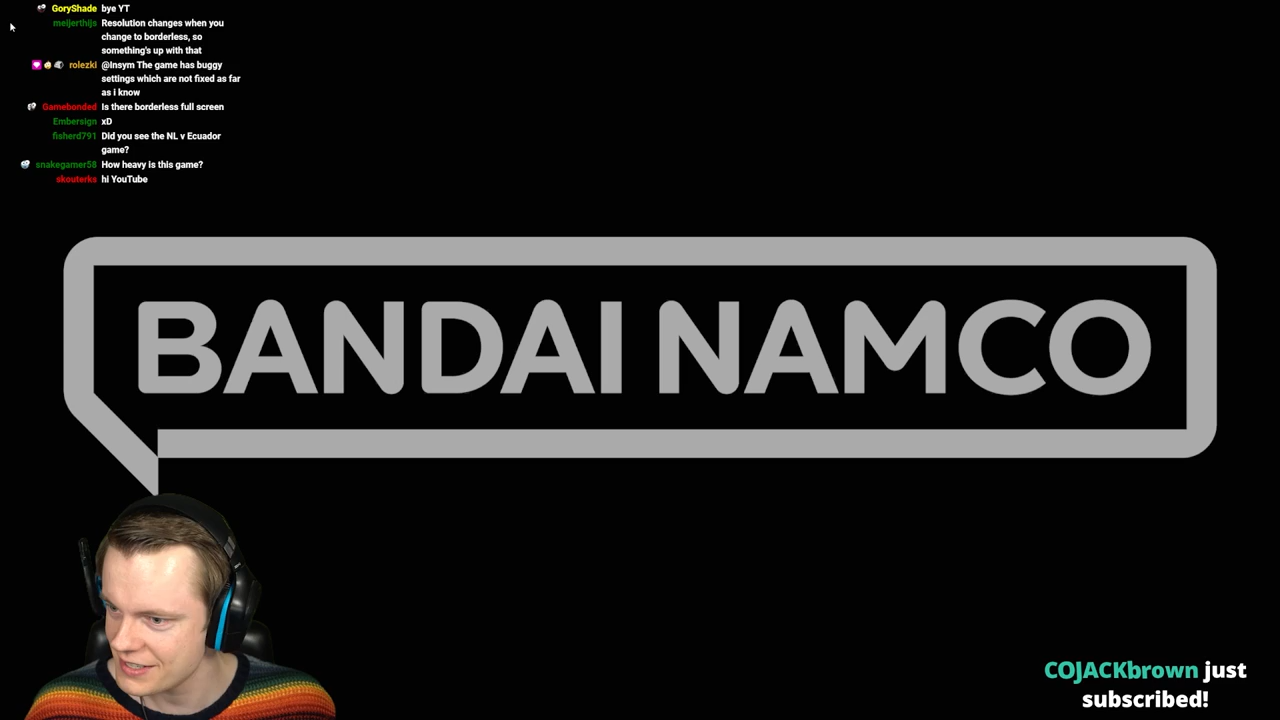 GoryShade bye YT
meijerthijs Resolution changes when you
change to borderless, so
something's up with that
rolezki @Insym The game has buggy
settings which are not fixed as far
as i know
Gamebonded Is there borderless full screen
Embersign xD
fisherd791 Did you see the NL v Ecuador
game?
snakegamer58 How heavy is this game?
skouterks hi YouTube
BANDAI NAMCO
COJACKbrown just
subscribed!